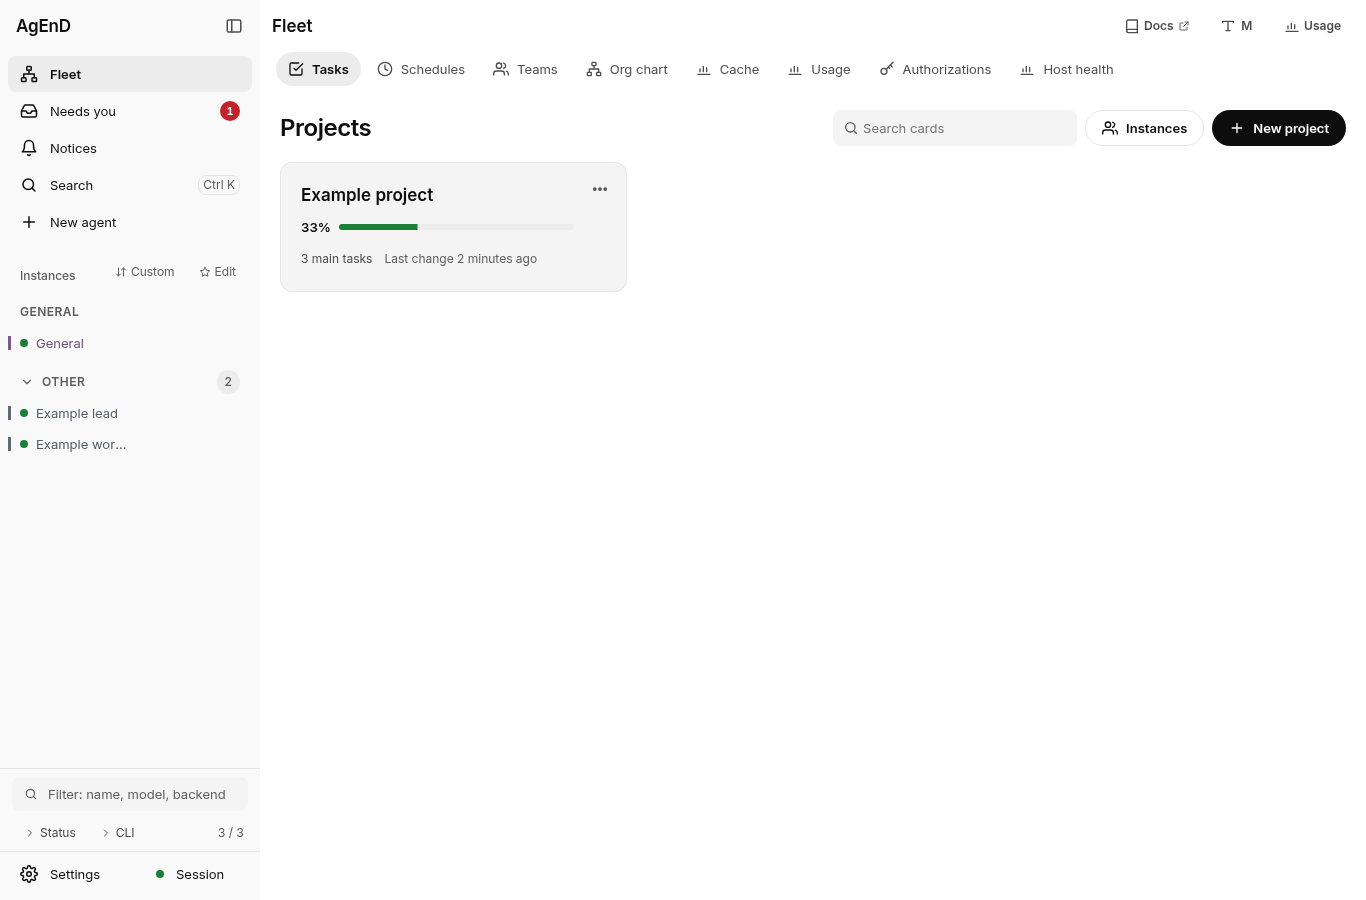 AgEnD
Fleet
Needs you
1
Notices
Search
Ctrl K
New agent
Instances
Custom
Edit
GENERAL
General
OTHER
2
Example lead
Example wor...
Filter: name, model, backend
Status
CLI
3 / 3
Settings
Session
Fleet
Docs
M
Usage
Tasks
Schedules
Teams
Org chart
Cache
Usage
Authorizations
Host health
Projects
Search cards
Instances
New project
Example project
33%
3 main tasks
Last change 2 minutes ago